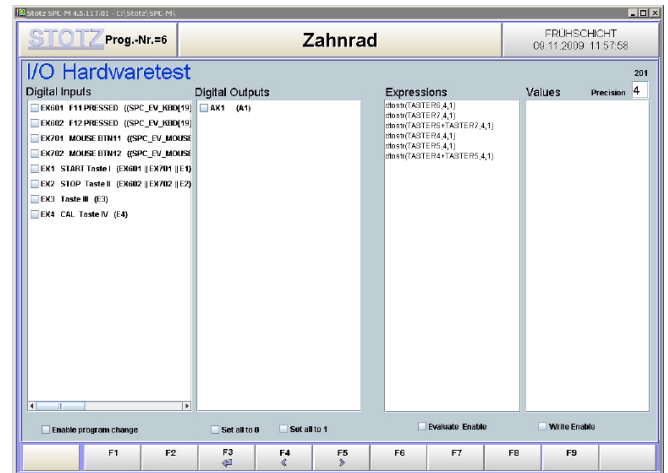 Stotz SPC-M 4.5.117.01 - C:\Stotz\SPC-M\
STOTZ Prog.-Nr.=6
Zahnrad
FRÜHSCHICHT
09.11.2009 11:57:58
I/O Hardwaretest
201
Digital Inputs
Digital Outputs
Expressions
Values
Precision 4
EX601 F11 PRESSED ((SPC_EV_KBD[19]
EX602 F12 PRESSED ((SPC_EV_KBD[19]
EX701 MOUSE BTN11 ((SPC_EV_MOUSE
EX702 MOUSE BTN12 ((SPC_EV_MOUSE
EX1 START Taste I (EX601 ||EX701 ||E1)
EX2 STOP Taste II (EX602 ||EX702 ||E2)
EX3 Taste III (E3)
EX4 CAL Taste IV (E4)
AX1 (A1)
dtostr(TASTER6,4,1)
dtostr(TASTER7,4,1)
dtostr(TASTER6+TASTER7,4,1)
dtostr(TASTER4,4,1)
dtostr(TASTER5,4,1)
dtostr(TASTER4+TASTER5,4,1)
Enable program change
Set all to 0
Set all to 1
Evaluate Enable
Write Enable
F1
F2
F3
F4
F5
F6
F7
F8
F9